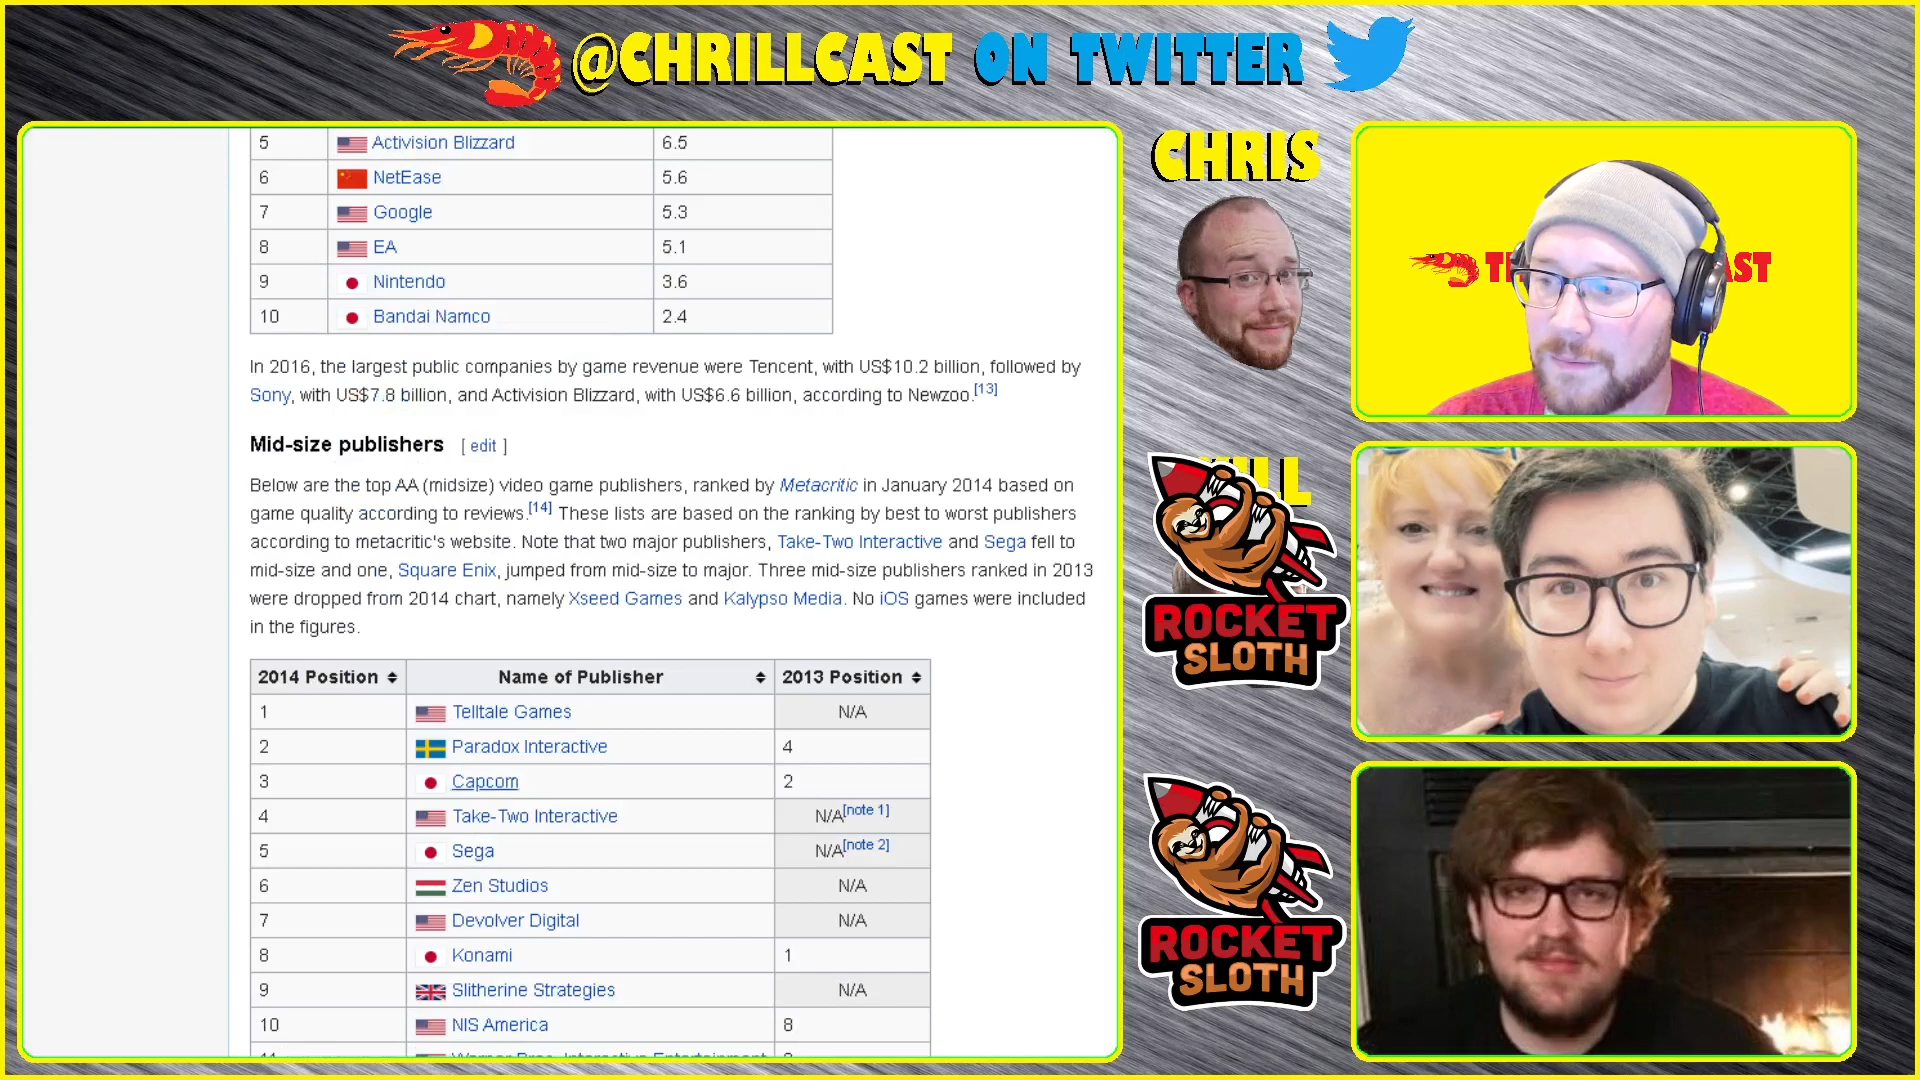 @CHRILLCAST ON TWITTER
5 Activision Blizzard 6.5
6 NetEase 5.6
7 Google 5.3
8 EA 5.1
9 Nintendo 3.6
10 Bandai Namco 2.4
In 2016, the largest public companies by game revenue were Tencent, with US$10.2 billion, followed by
Sony, with US$7.8 billion, and Activision Blizzard, with US$6.6 billion, according to Newzoo.[13]
Mid-size publishers [ edit ]
Below are the top AA (midsize) video game publishers, ranked by Metacritic in January 2014 based on
game quality according to reviews.[14] These lists are based on the ranking by best to worst publishers
according to metacritic's website. Note that two major publishers, Take-Two Interactive and Sega fell to
mid-size and one, Square Enix, jumped from mid-size to major. Three mid-size publishers ranked in 2013
were dropped from 2014 chart, namely Xseed Games and Kalypso Media. No iOS games were included
in the figures.
2014 Position Name of Publisher 2013 Position
1 Telltale Games N/A
2 Paradox Interactive 4
3 Capcom 2
4 Take-Two Interactive N/A[note 1]
5 Sega N/A[note 2]
6 Zen Studios N/A
7 Devolver Digital N/A
8 Konami 1
9 Slitherine Strategies N/A
10 NIS America 8
CHRIS
ROCKET
SLOTH
ROCKET
SLOTH